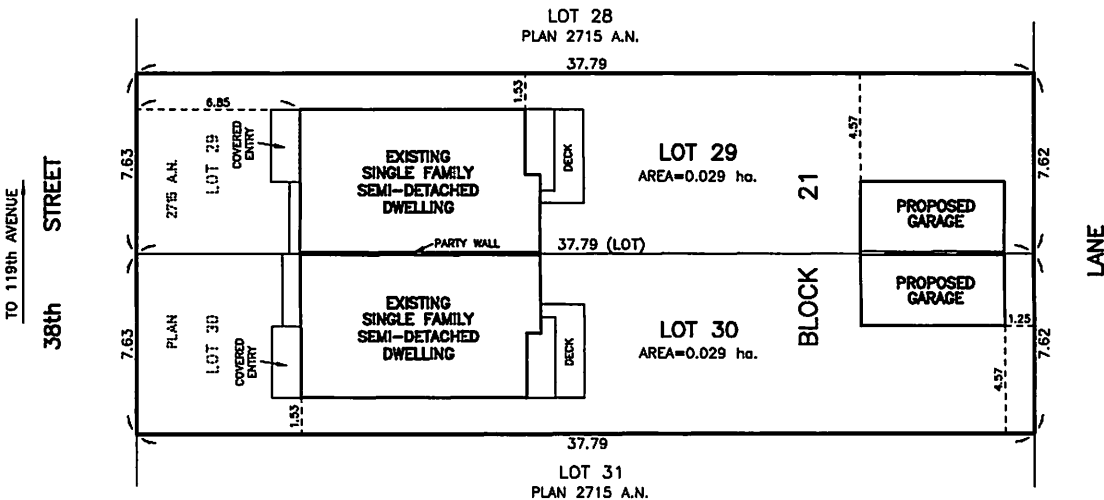 LOT 28
PLAN 2715 A.N.
37.79
6.85
1.53
4.57
7.63
2715 A.N.
LOT 29
COVERED
ENTRY
EXISTING
SINGLE FAMILY
SEMI-DETACHED
DWELLING
DECK
LOT 29
AREA=0.029 ha.
21
PROPOSED
GARAGE
7.62
TO 119th AVENUE
38th STREET
PARTY WALL
37.79 (LOT)
LANE
7.63
PLAN
LOT 30
COVERED
ENTRY
EXISTING
SINGLE FAMILY
SEMI-DETACHED
DWELLING
DECK
LOT 30
AREA=0.029 ha.
BLOCK
PROPOSED
GARAGE
1.25
7.62
4.57
1.53
37.79
LOT 31
PLAN 2715 A.N.